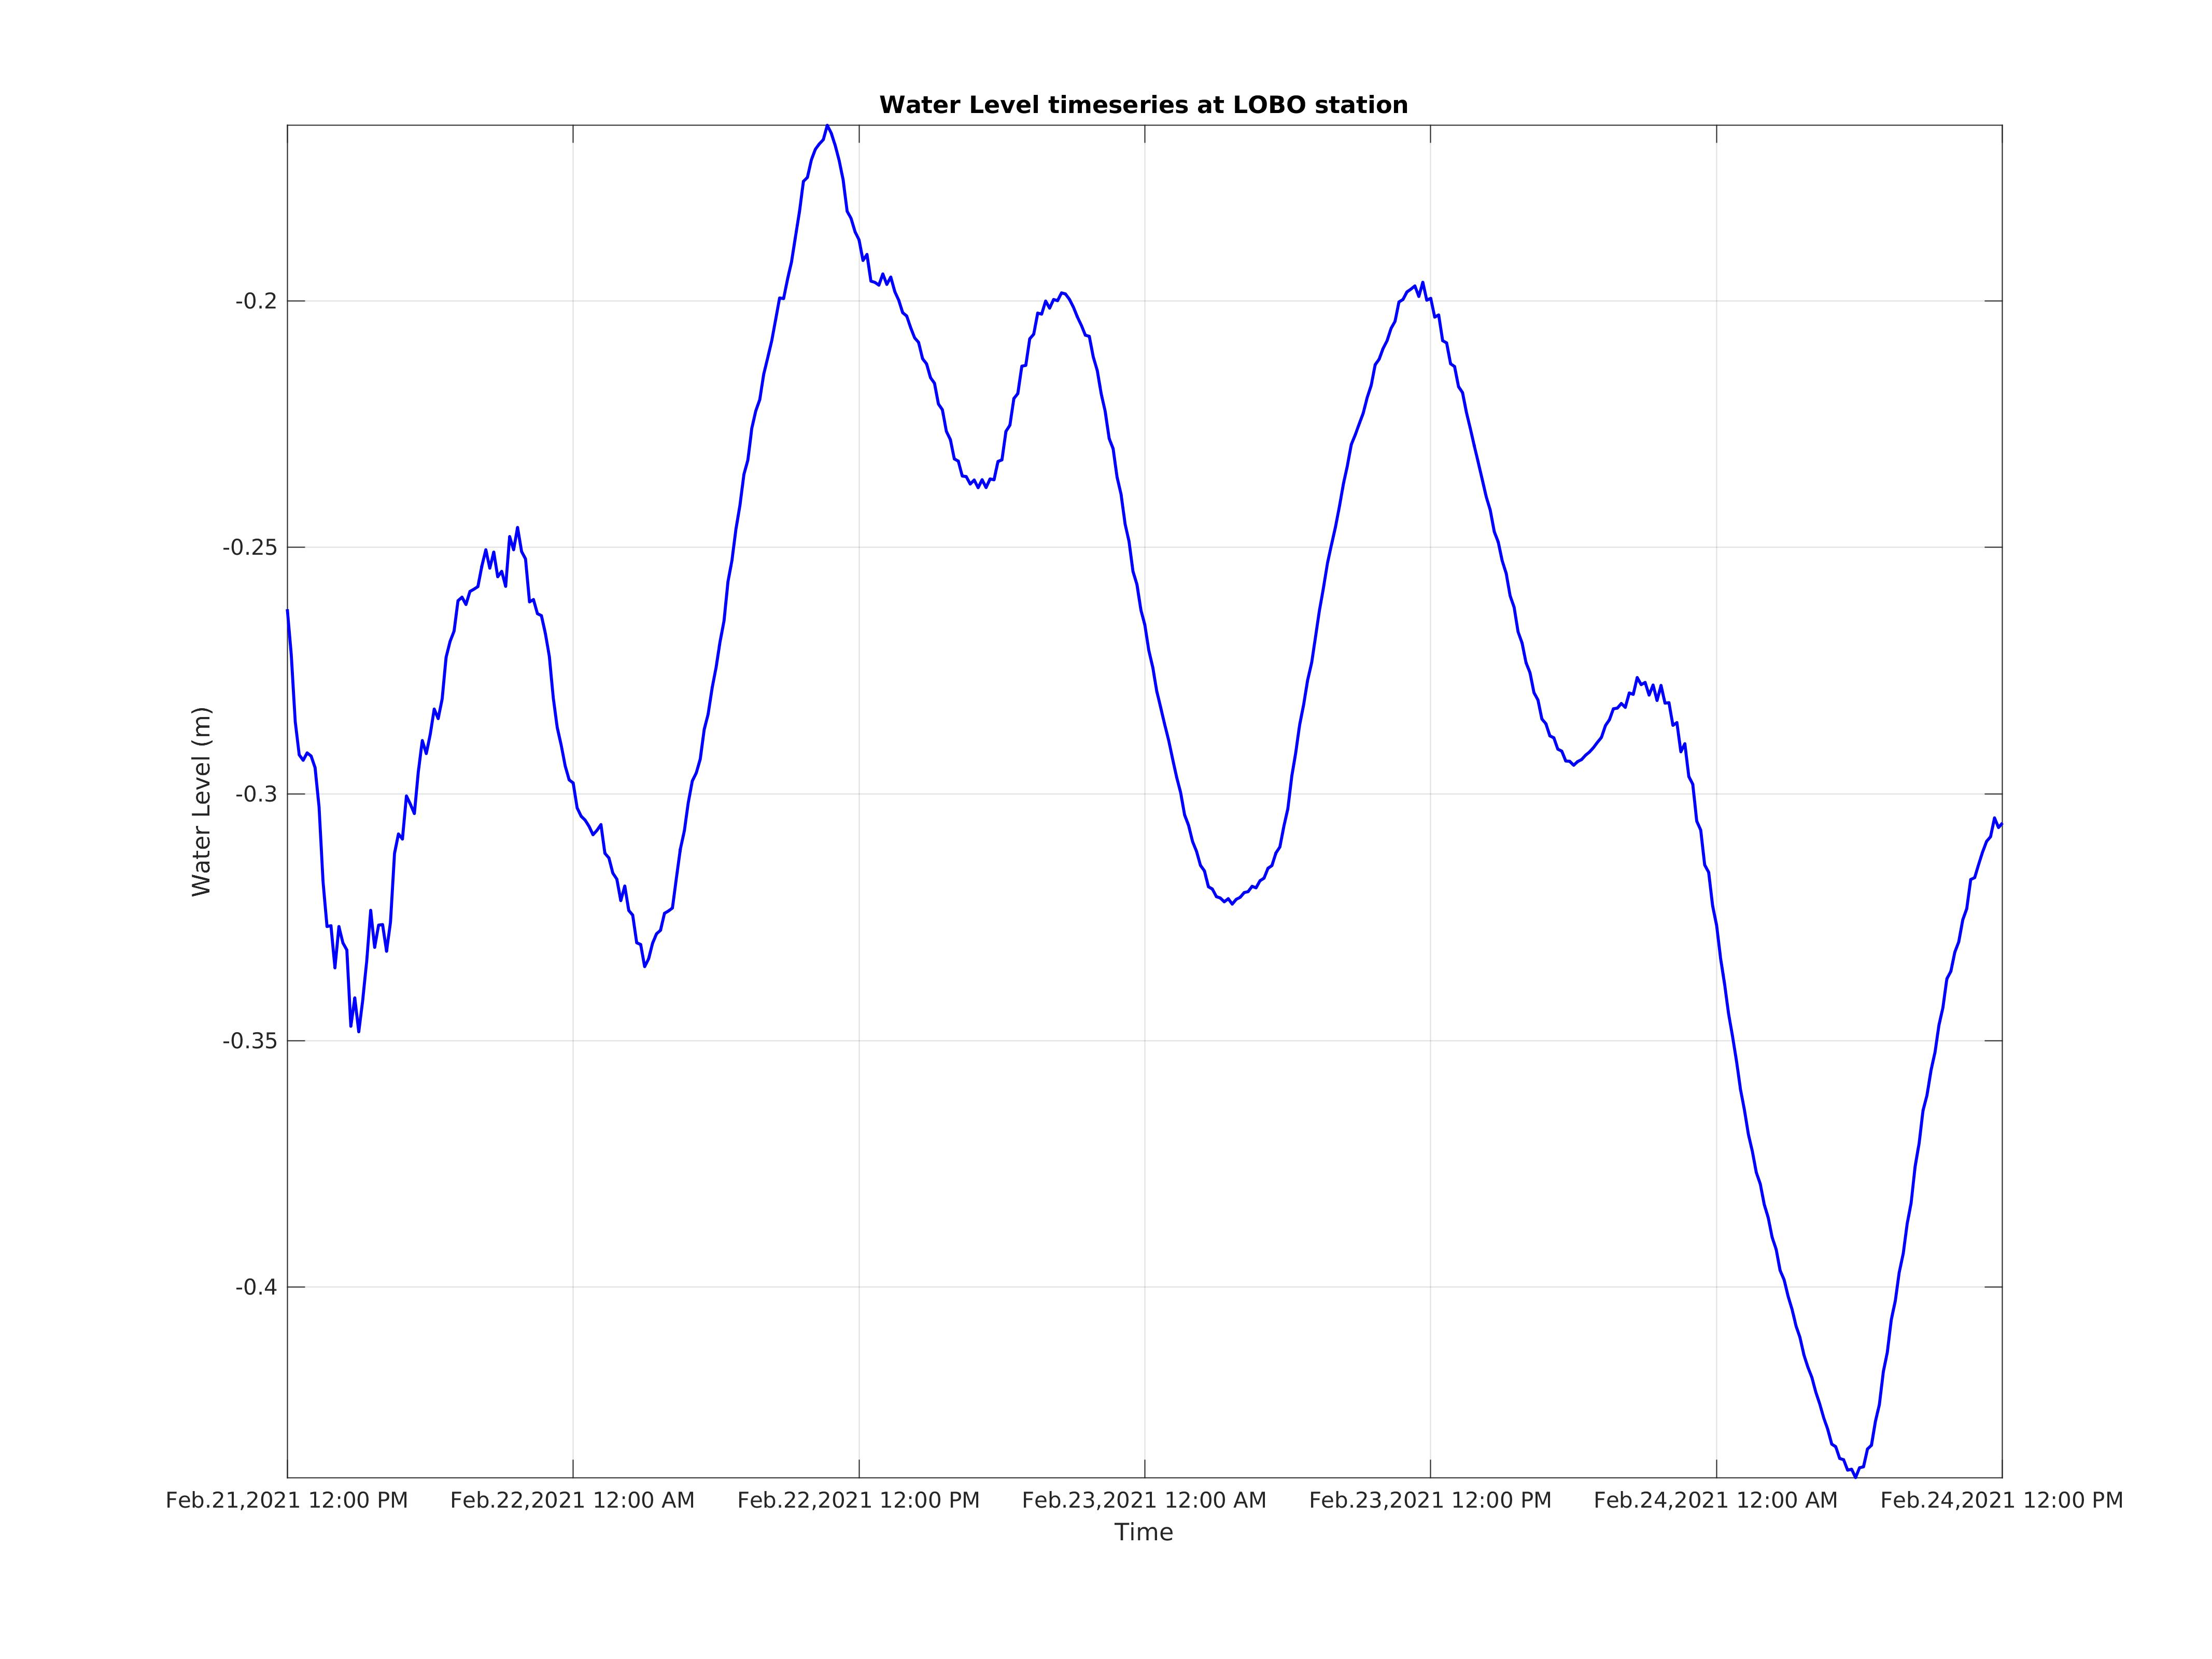 Water Level timeseries at LOBO station
-0.2
-0.25
-0.3
-0.35
-0.4
Water Level (m)
Feb.21,2021 12:00 PM
Feb.22,2021 12:00 AM
Feb.22,2021 12:00 PM
Feb.23,2021 12:00 AM
Feb.23,2021 12:00 PM
Feb.24,2021 12:00 AM
Feb.24,2021 12:00 PM
Time